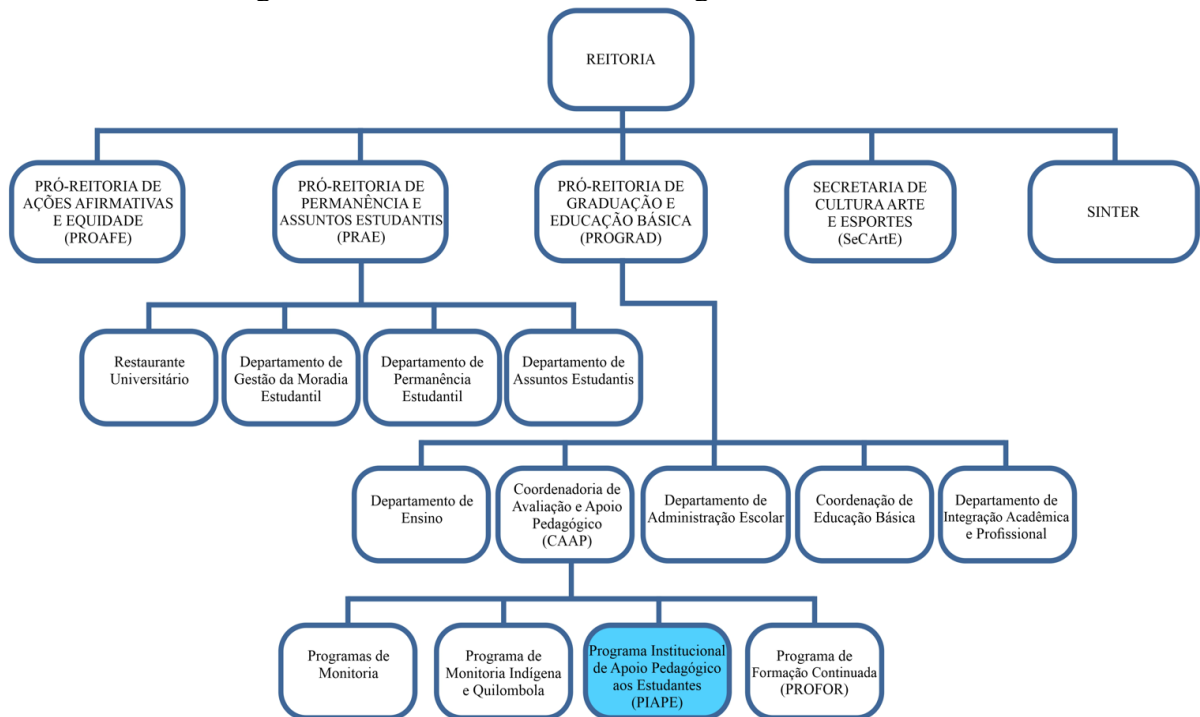 REITORIA
PRÓ-REITORIA DE
AÇÕES AFIRMATIVAS
E EQUIDADE
(PROAFE)
PRÓ-REITORIA DE
PERMANÊNCIA E
ASSUNTOS ESTUDANTIS
(PRAE)
PRÓ-REITORIA DE
GRADUAÇÃO E
EDUCAÇÃO BÁSICA
(PROGRAD)
SECRETARIA DE
CULTURA ARTE
E ESPORTES
(SeCArtE)
SINTER
Restaurante
Universitário
Departamento de
Gestão da Moradia
Estudantil
Departamento de
Permanência
Estudantil
Departamento de
Assuntos Estudantis
Departamento de
Ensino
Coordenadoria de
Avaliação e Apoio
Pedagógico
(CAAP)
Departamento de
Administração Escolar
Coordenação de
Educação Básica
Departamento de
Integração Acadêmica
e Profissional
Programas de
Monitoria
Programa de
Monitoria Indígena
e Quilombola
Programa Institucional
de Apoio Pedagógico
aos Estudantes
(PIAPE)
Programa de
Formação Continuada
(PROFOR)